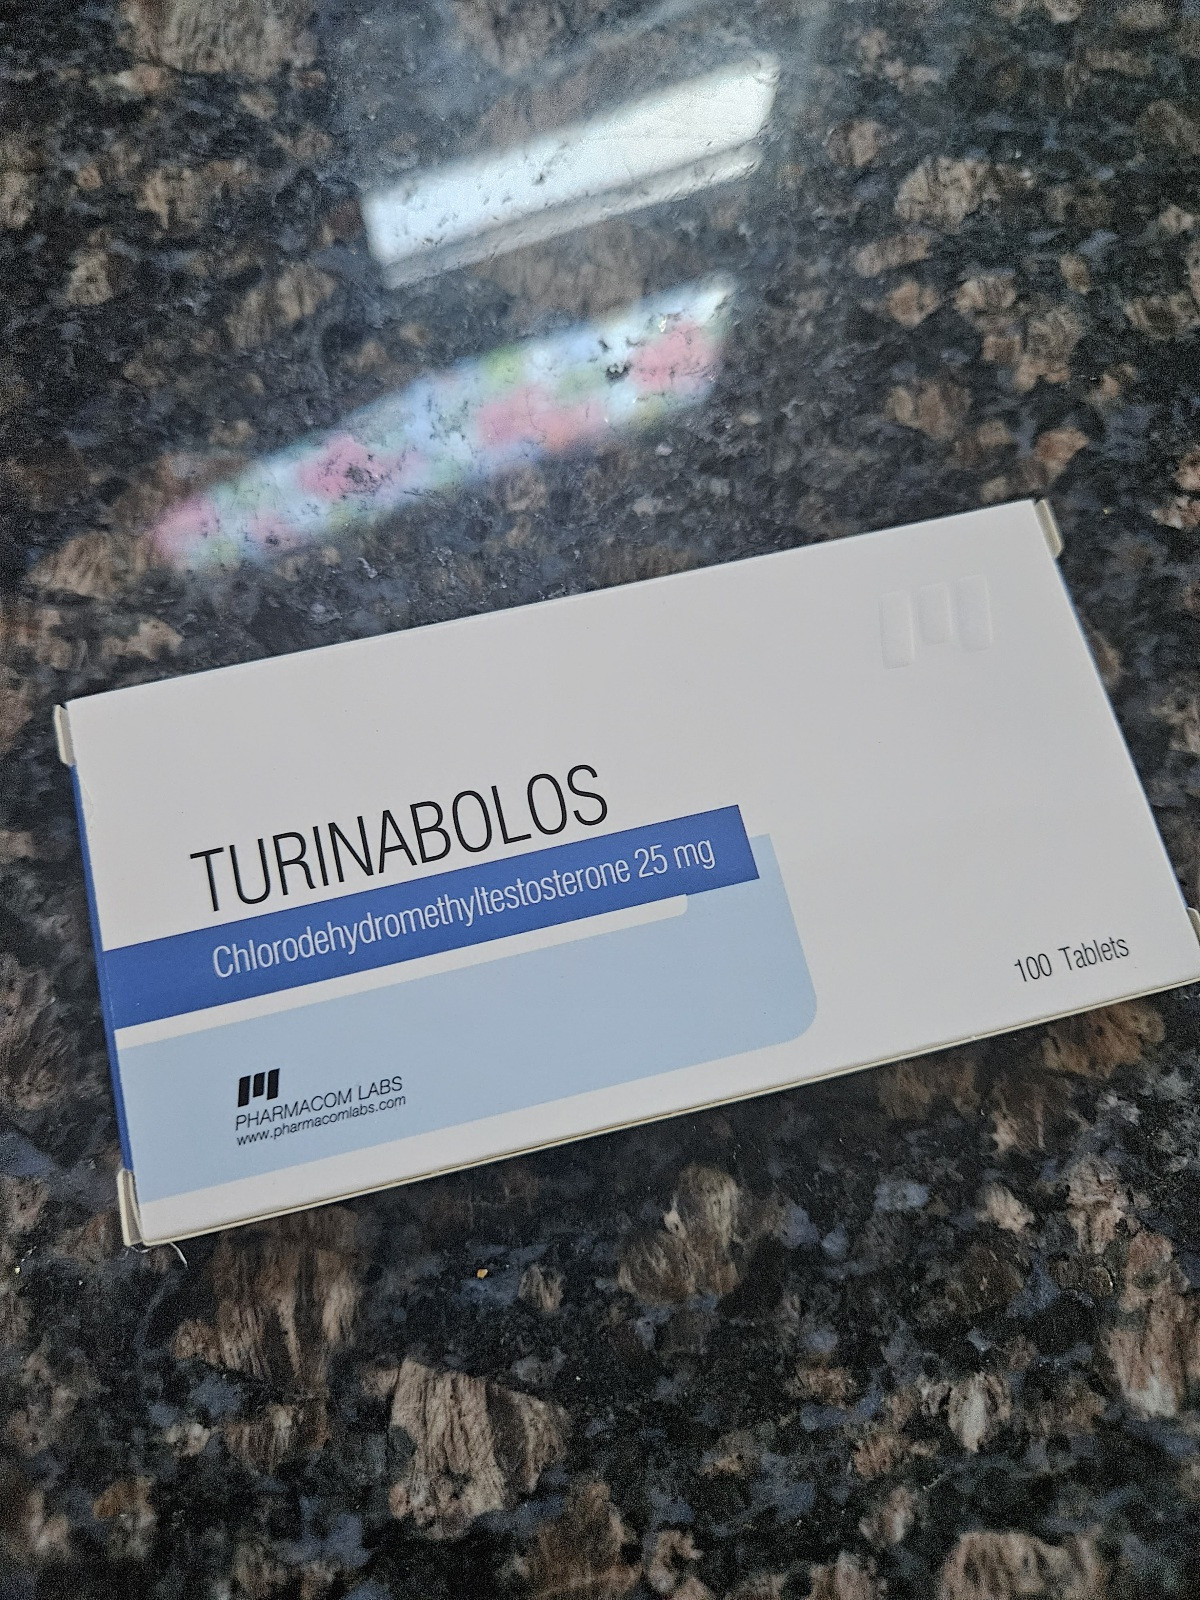 TURINABOLOS
Chlorodehydromethyltestosterone 25 mg
100 Tablets
PHARMACOM LABS
www.pharmacomlabs.com